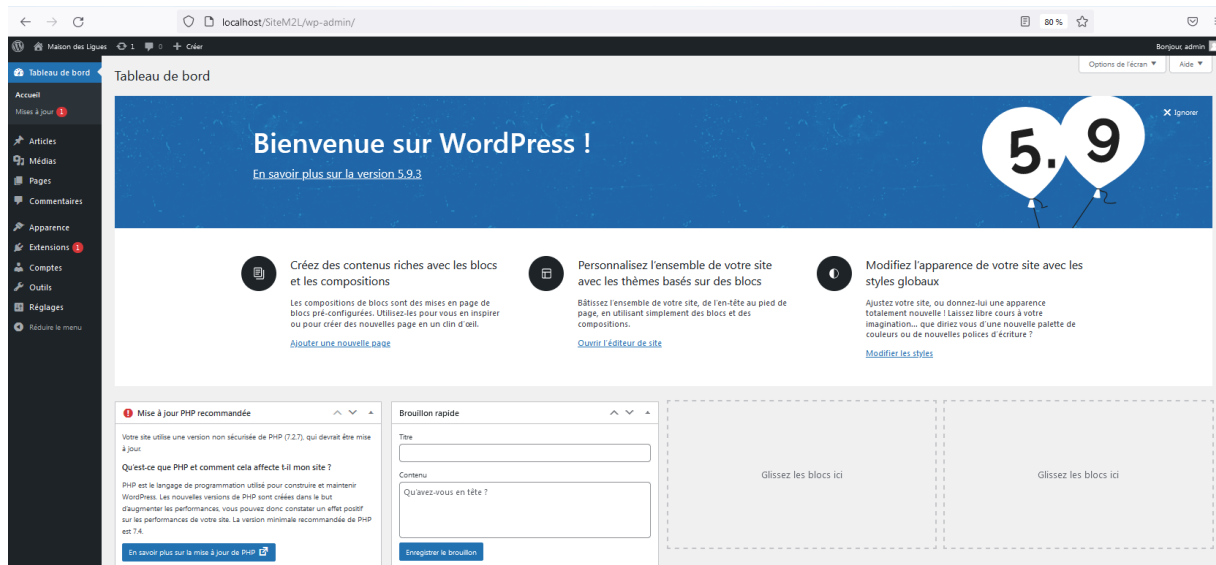 localhost/SiteM2L/wp-admin/
80 %
Maison des Ligues
1
0
Créer
Bonjour, admin
Tableau de bord
Accueil
Mises à jour 1
Articles
Médias
Pages
Commentaires
Apparence
Extensions 1
Comptes
Outils
Réglages
Réduire le menu
Tableau de bord
Options de l'écran
Aide
Bienvenue sur WordPress !
En savoir plus sur la version 5.9.3
5.9
Ignorer
Créez des contenus riches avec les blocs
et les compositions
Les compositions de blocs sont des mises en page de
blocs pré-configurées. Utilisez-les pour vous en inspirer
ou pour créer des nouvelles page en un clin d'œil.
Ajouter une nouvelle page
Personnalisez l'ensemble de votre site
avec les thèmes basés sur des blocs
Bâtissez l'ensemble de votre site, de l'en-tête au pied de
page, en utilisant simplement des blocs et des
compositions.
Ouvrir l'éditeur de site
Modifiez l'apparence de votre site avec les
styles globaux
Ajustez votre site, ou donnez-lui une apparence
totalement nouvelle ! Laissez libre cours à votre
imagination... que diriez vous d'une nouvelle palette de
couleurs ou de nouvelles polices d'écriture ?
Modifier les styles
Mise à jour PHP recommandée
Votre site utilise une version non sécurisée de PHP (7.2.7), qui devrait être mise
à jour.
Qu'est-ce que PHP et comment cela affecte t-il mon site ?
PHP est le langage de programmation utilisé pour construire et maintenir
WordPress. Les nouvelles versions de PHP sont créées dans le but
d'augmenter les performances, vous pouvez donc constater un effet positif
sur les performances de votre site. La version minimale recommandée de PHP
est 7.4.
En savoir plus sur la mise à jour de PHP
Brouillon rapide
Titre
Contenu
Qu'avez-vous en tête ?
Enregistrer le brouillon
Glissez les blocs ici
Glissez les blocs ici